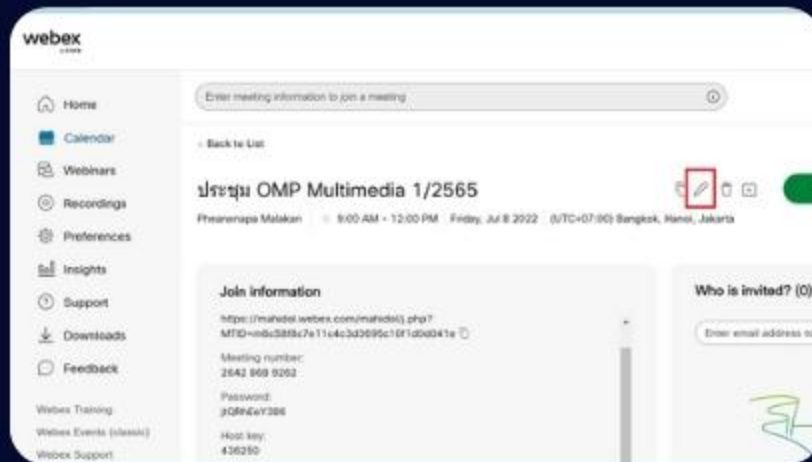 webex
Home
Calendar
Webinars
Recordings
Preferences
Insights
Support
Downloads
Feedback
Webex Training
Webex Events (classic)
Webex Support
Enter meeting information to join a meeting
Back to List
ประชุม OMP Multimedia 1/2565
9:00 AM - 12:00 PM Friday, Jul 8 2022 (UTC+07:00) Bangkok, Hanoi, Jakarta
Join information
Meeting number:
2642 868 9262
Password:
Host key:
436250
Who is invited? (0)
Enter email address